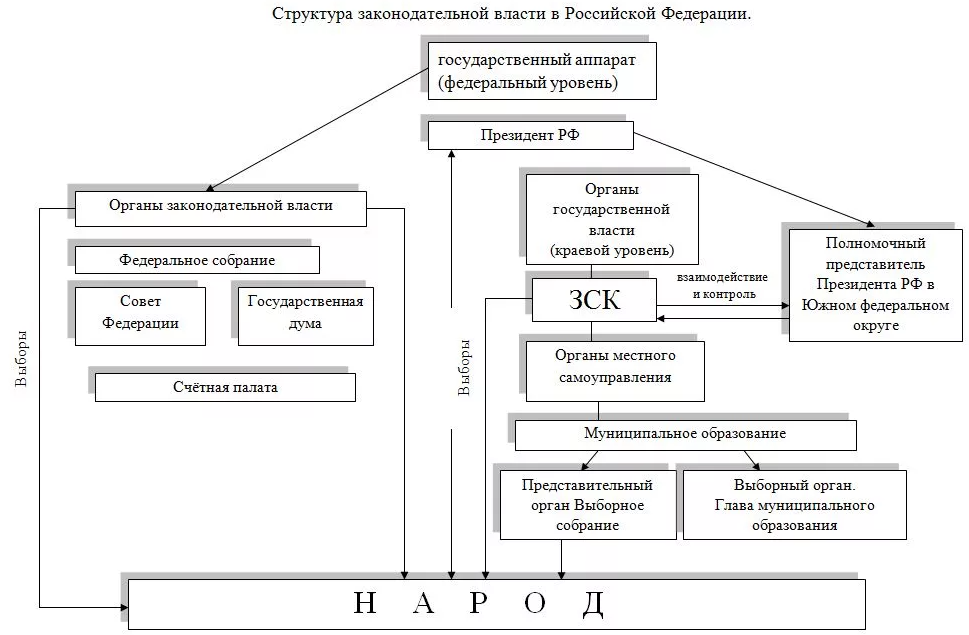 Структура законодательной власти в Российской Федерации.
государственный аппарат
(федеральный уровень)
Президент РФ
Органы законодательной власти
Федеральное собрание
Совет
Федерации
Государственная
дума
Счётная палата
Выборы
Выборы
Органы
государственной
власти
(краевой уровень)
ЗСК
взаимодействие
и контроль
Полномочный
представитель
Президента РФ в
Южном федеральном
округе
Органы местного
самоуправления
Муниципальное образование
Представительный
орган Выборное
собрание
Выборный орган.
Глава муниципального
образования
Н А Р О Д